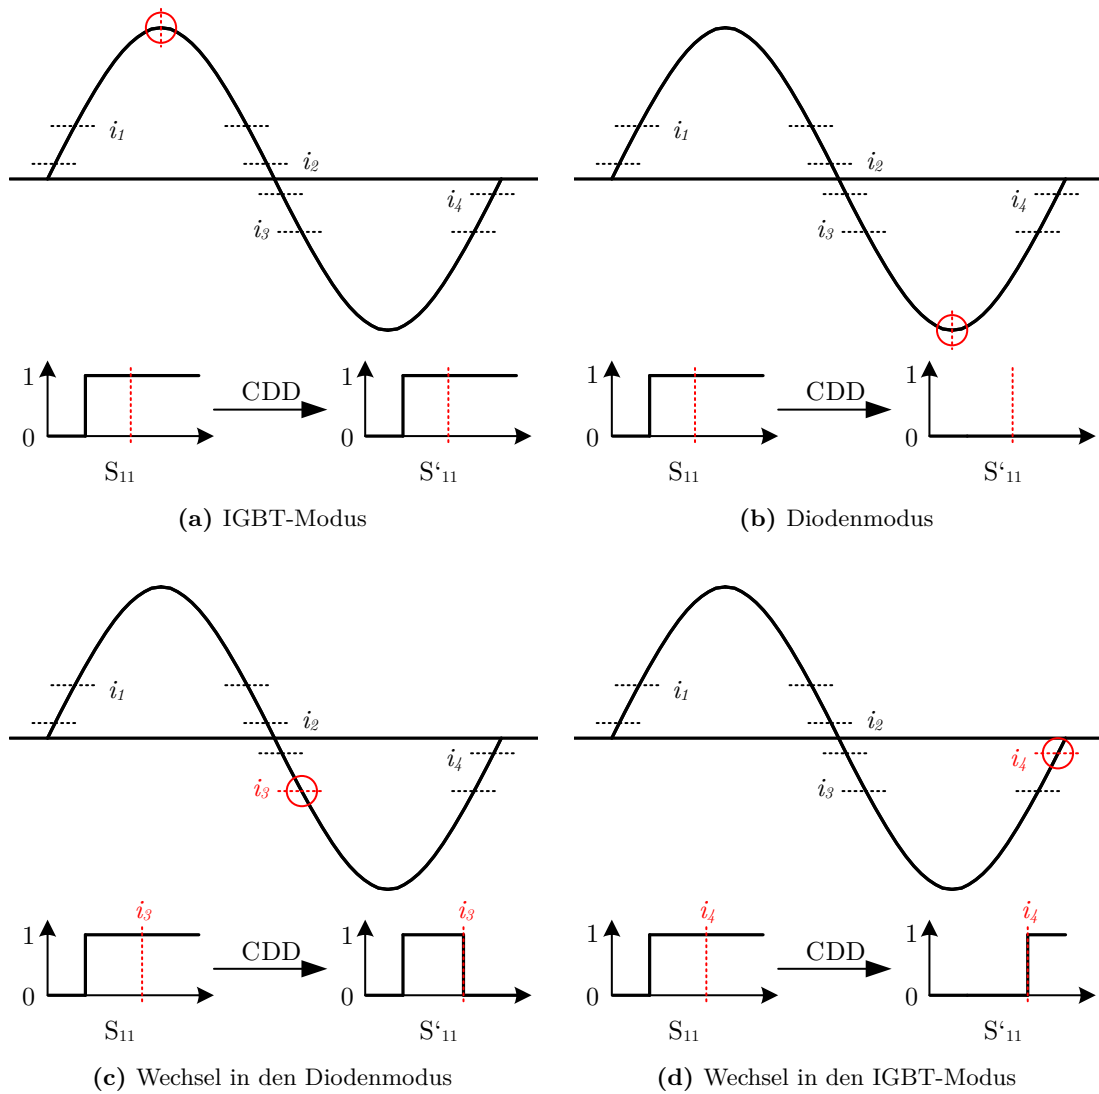 i1 i1
i2 i2
i4 i4
i3 i3
1 CDD 1 1 CDD 1
0 0 0 0
S11 S‘11 S11 S‘11
(a) IGBT-Modus (b) Diodenmodus
i1 i1
i2 i2
i4 i4
i3 i3
i3 i3 i4 i4
1 CDD 1 1 CDD 1
0 0 0 0
S11 S‘11 S11 S‘11
(c) Wechsel in den Diodenmodus (d) Wechsel in den IGBT-Modus